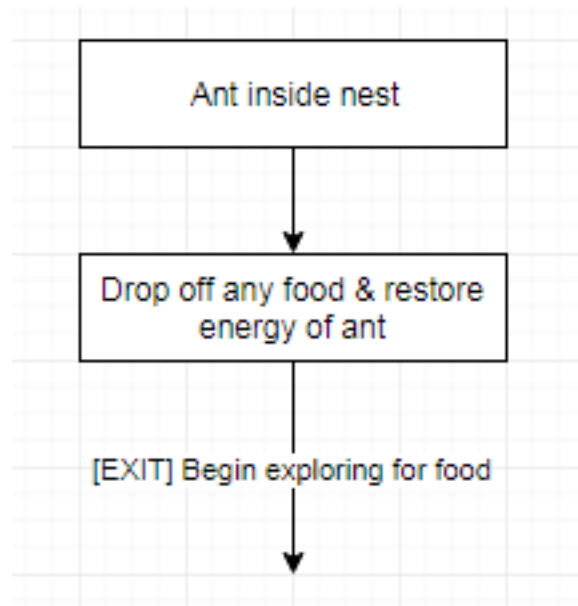 Ant inside nest
Drop off any food & restore
energy of ant
[EXIT] Begin exploring for food